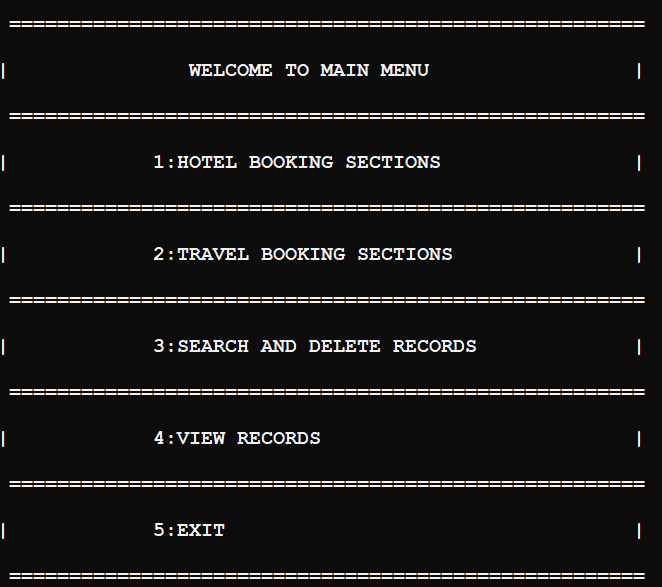 =====================================================
| WELCOME TO MAIN MENU |
=====================================================
| 1:HOTEL BOOKING SECTIONS |
=====================================================
| 2:TRAVEL BOOKING SECTIONS |
=====================================================
| 3:SEARCH AND DELETE RECORDS |
=====================================================
| 4:VIEW RECORDS |
=====================================================
| 5:EXIT |
=====================================================